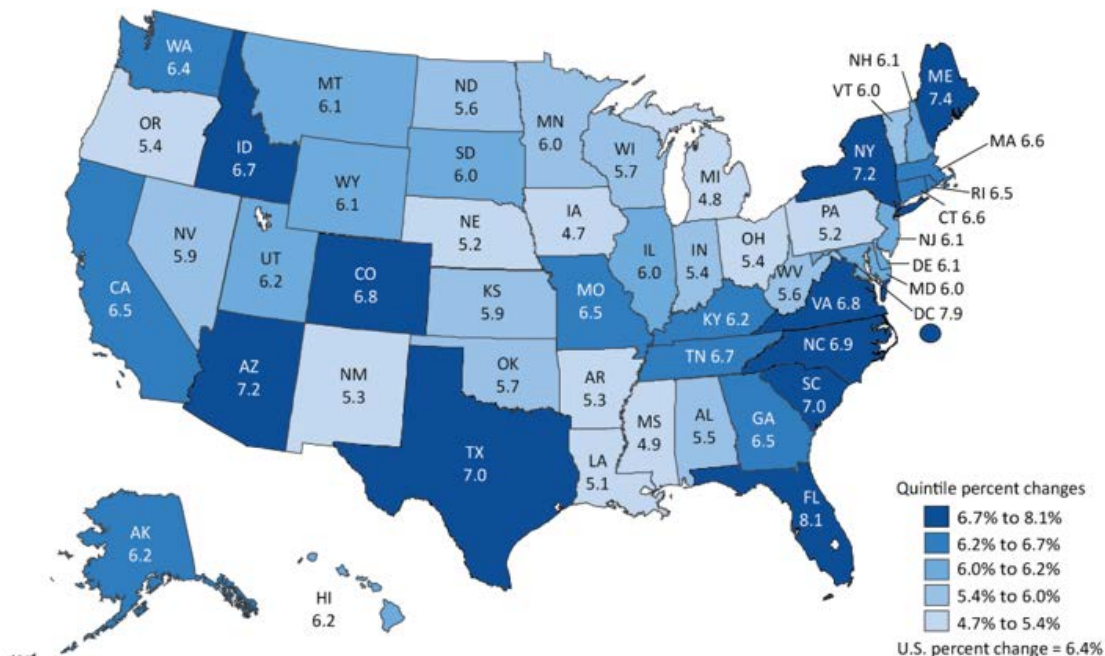 WA
6.4
OR
5.4
CA
6.5
ID
6.7
NV
5.9
MT
6.1
WY
6.1
UT
6.2
AZ
7.2
CO
6.8
NM
5.3
ND
5.6
SD
6.0
NE
5.2
KS
5.9
OK
5.7
TX
7.0
MN
6.0
IA
4.7
MO
6.5
AR
5.3
LA
5.1
WI
5.7
IL
6.0
MI
4.8
IN
5.4
OH
5.4
KY 6.2
TN 6.7
MS
4.9
AL
5.5
GA
6.5
FL
8.1
SC
7.0
NC 6.9
VA 6.8
WV
5.6
PA
5.2
NY
7.2
VT 6.0
NH 6.1
ME
7.4
MA 6.6
RI 6.5
CT 6.6
NJ 6.1
DE 6.1
MD 6.0
DC 7.9
AK
6.2
HI
6.2
Quintile percent changes
6.7% to 8.1%
6.2% to 6.7%
6.0% to 6.2%
5.4% to 6.0%
4.7% to 5.4%
U.S. percent change = 6.4%